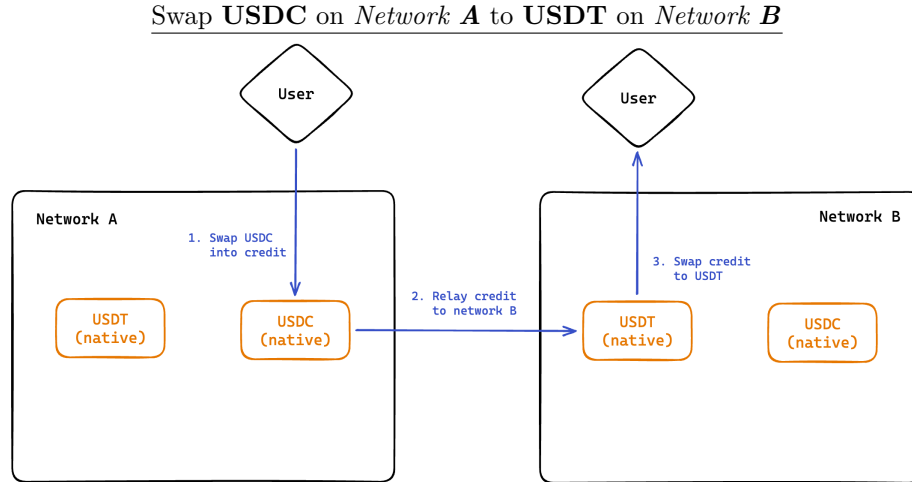 Swap USDC on Network A to USDT on Network B
User
User
Network A
Network B
1. Swap USDC
into credit
3. Swap credit
to USDT
2. Relay credit
to network B
USDT
(native)
USDC
(native)
USDT
(native)
USDC
(native)